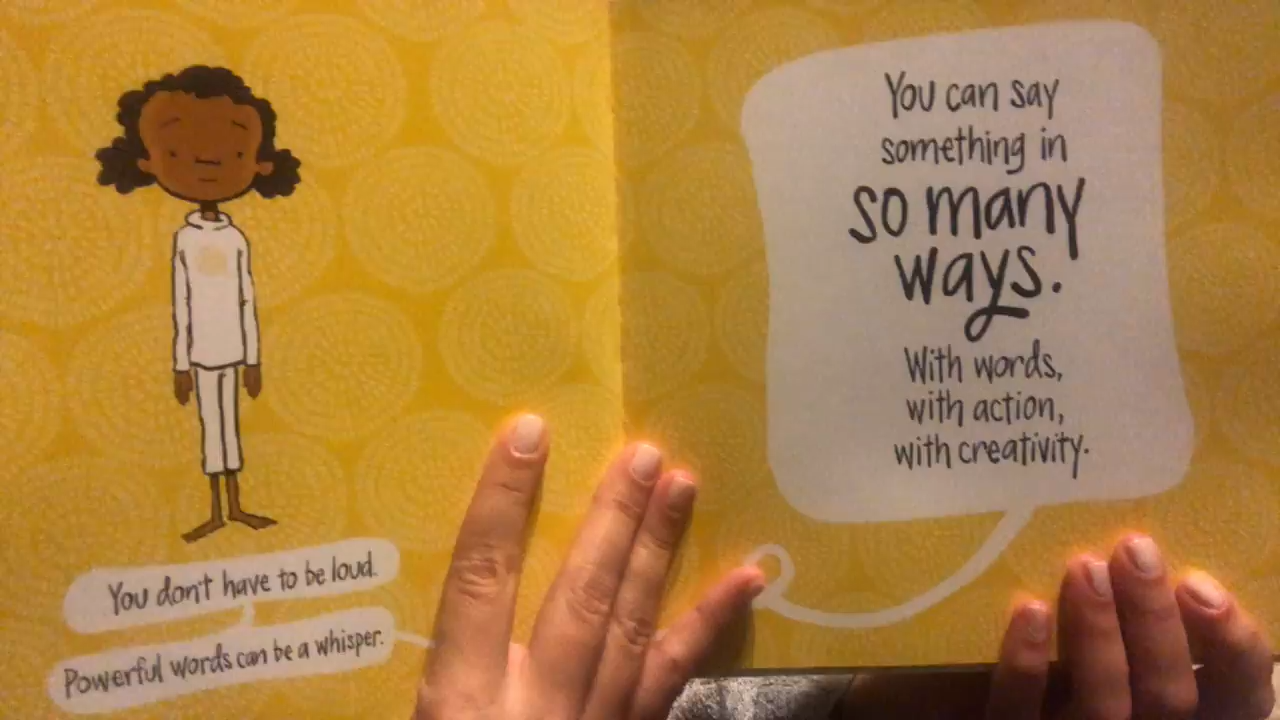 You don't have to be loud.
Powerful words can be a whisper.
You can say
something in
so many
ways.
With words,
with action,
with creativity.